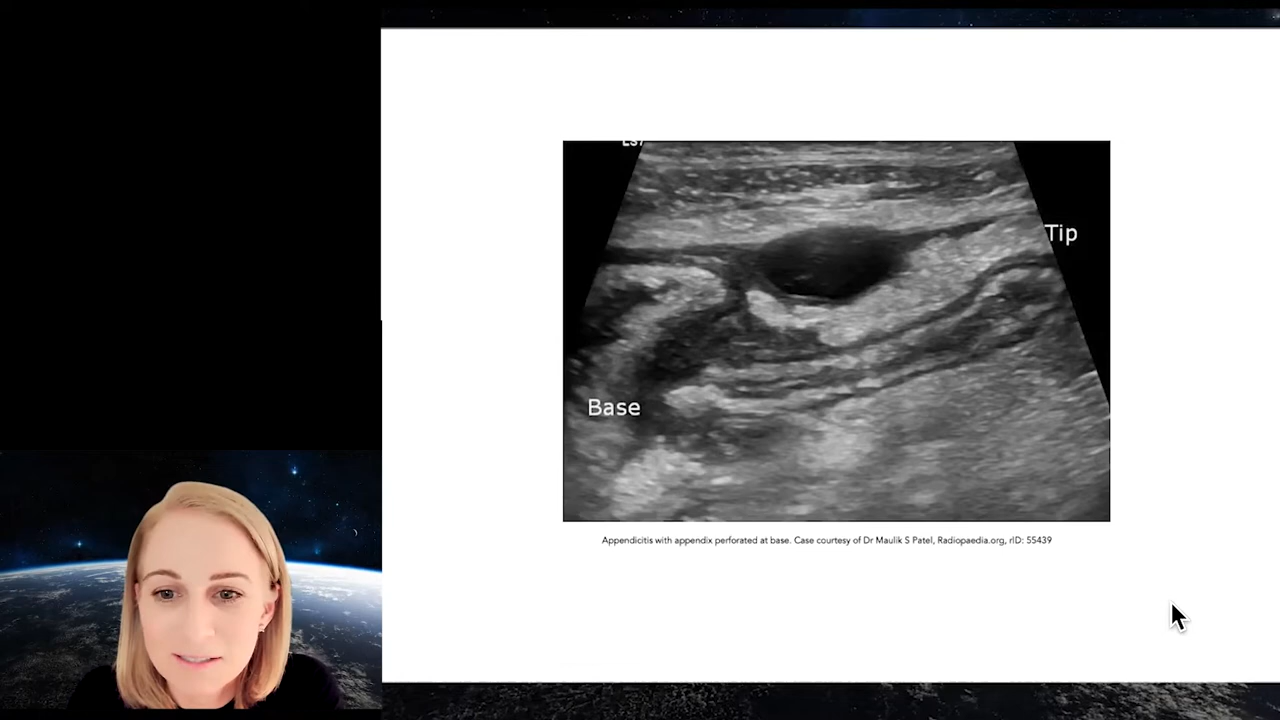 Tip
Base
Appendicitis with appendix perforated at base. Case courtesy of Dr Maulik S Patel, Radiopaedia.org, rID: 55439